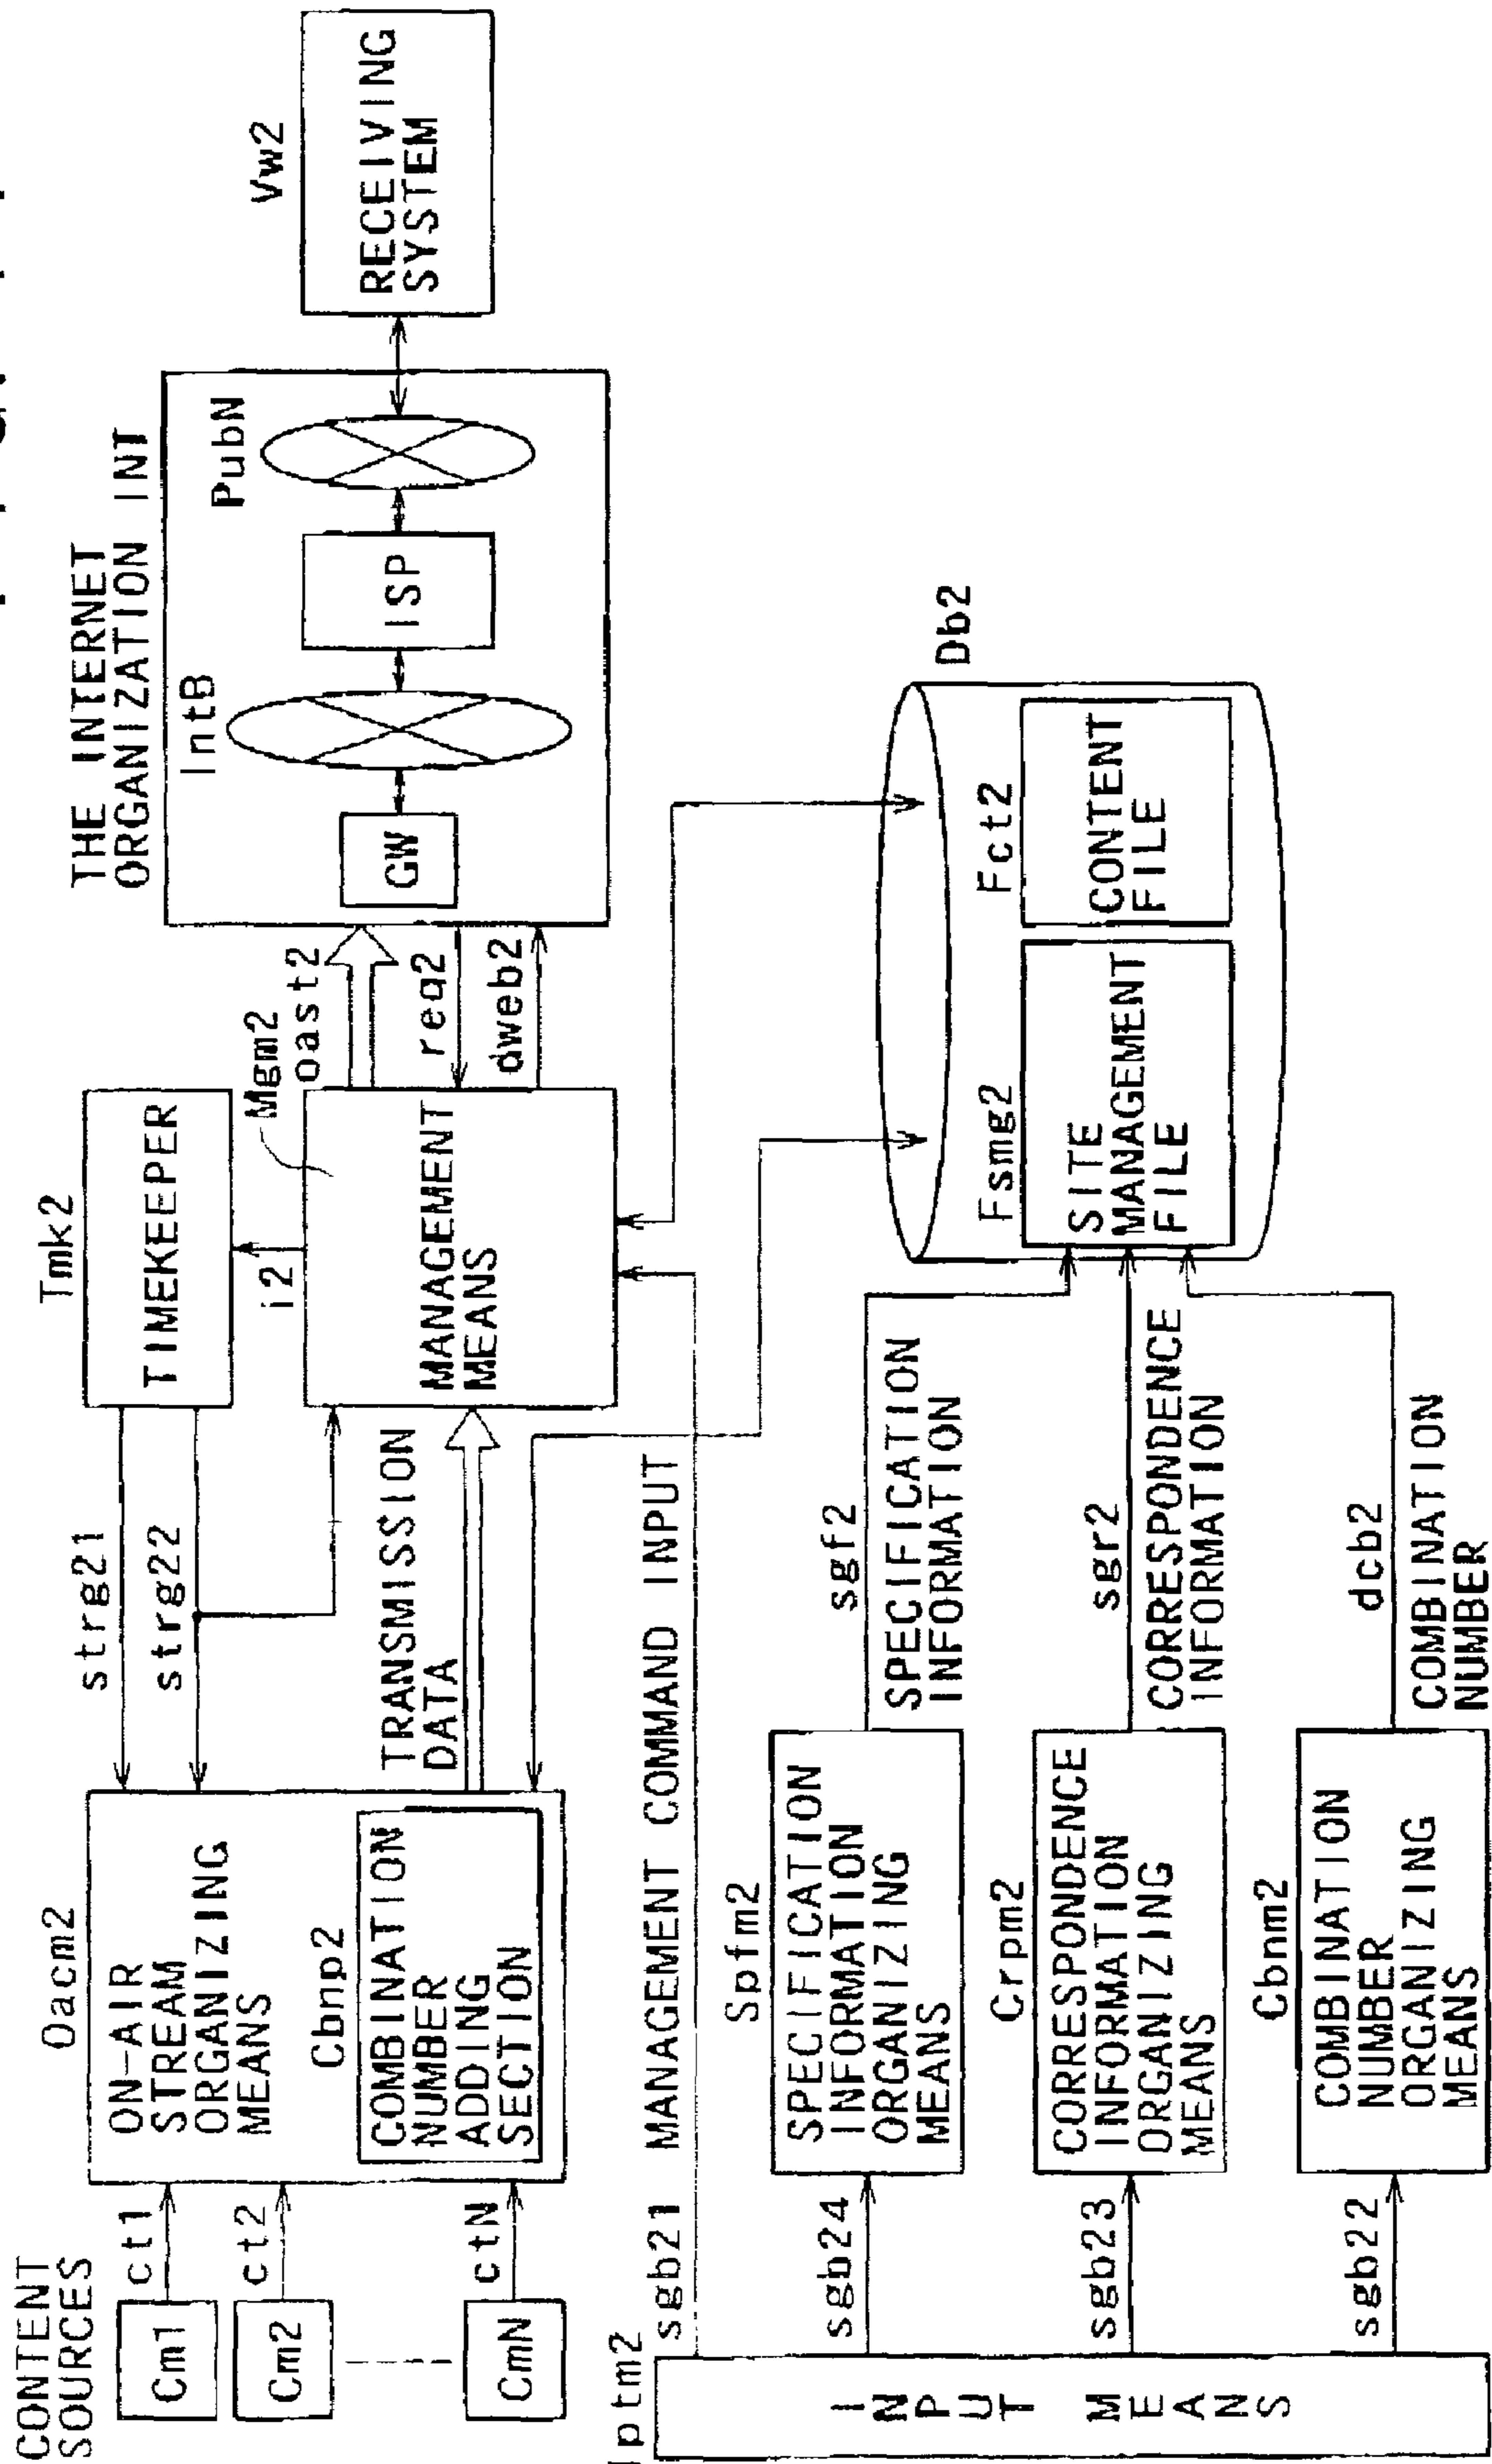 CONTENT
SOURCES
Cm1
Cm2
CmN
ct1
ct2
ctN
Oacm2
ON-AIR
STREAM
ORGANIZING
MEANS
Cbnp2
COMBINATION
NUMBER
ADDING
SECTION
strg21
strg22
TRANSMISSION
DATA
Tmk2
TIMEKEEPER
i2
Mgm2
MANAGEMENT
MEANS
oast2
req2
dweb2
THE INTERNET
ORGANIZATION INT
GW
IntB
ISP
PubN
Vw2
RECEIVING
SYSTEM
ptm2
INPUT MEANS
sgb21 MANAGEMENT COMMAND INPUT
sgb24
sgb23
sgb22
Spfm2
SPECIFICATION
INFORMATION
ORGANIZING
MEANS
Crpm2
CORRESPONDENCE
INFORMATION
ORGANIZING
MEANS
Cbnm2
COMBINATION
NUMBER
ORGANIZING
MEANS
sgf2
SPECIFICATION
INFORMATION
sgr2
CORRESPONDENCE
INFORMATION
dcb2
COMBINATION
NUMBER
Db2
Fsmg2
SITE
MANAGEMENT
FILE
Fct2
CONTENT
FILE